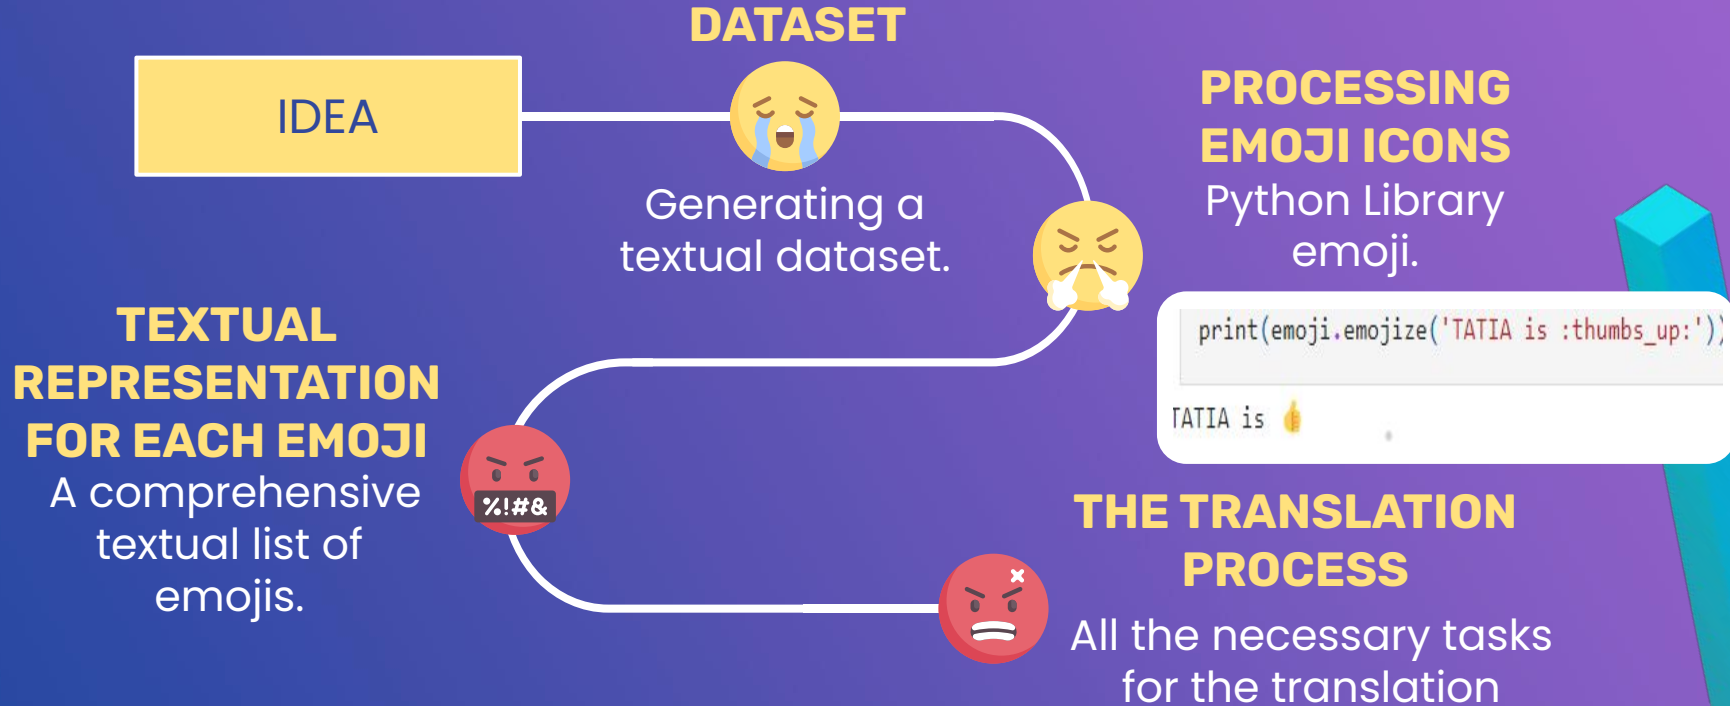 DATASET
IDEA
Generating a
textual dataset.
PROCESSING
EMOJI ICONS
Python Library
emoji.
print(emoji.emojize('TATIA is :thumbs_up:'))
TATIA is 👍
TEXTUAL
REPRESENTATION
FOR EACH EMOJI
A comprehensive
textual list of
emojis.
%!#&
THE TRANSLATION
PROCESS
All the necessary tasks
for the translation